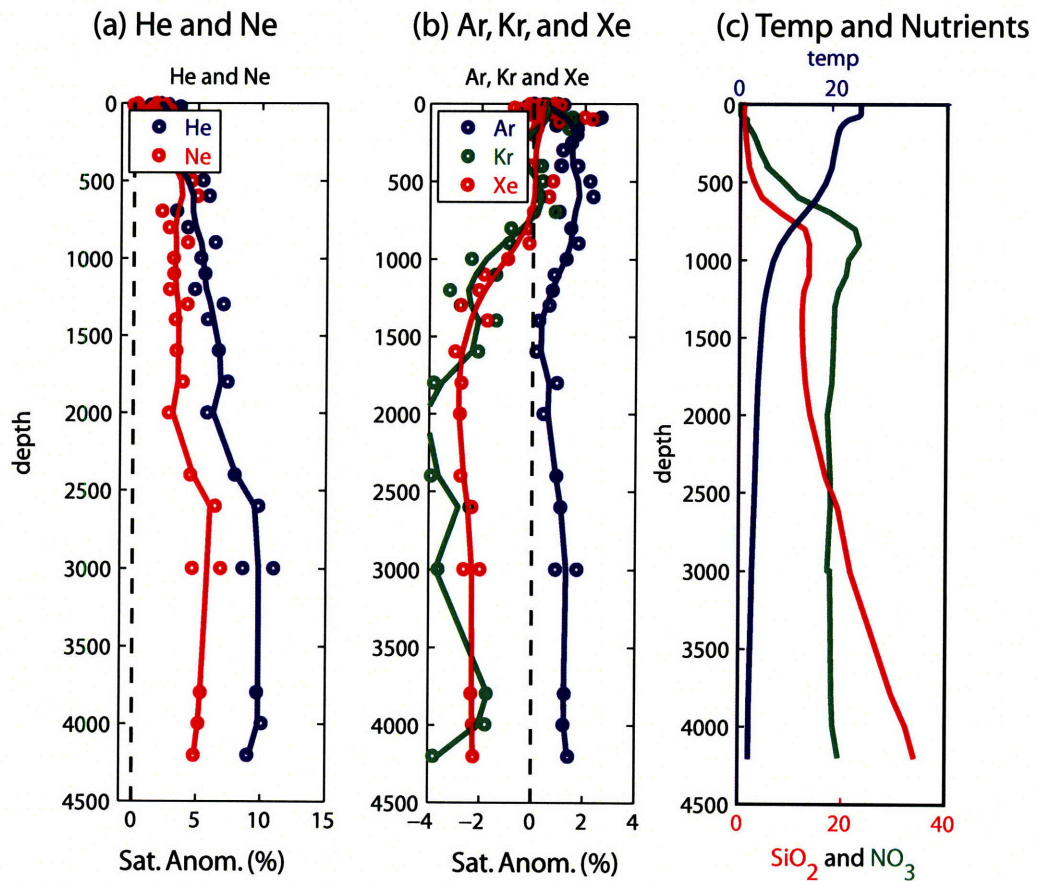 (a) He and Ne
He and Ne
He
Ne
0
500
1000
1500
2000
2500
3000
3500
4000
4500
depth
0 5 10 15
Sat. Anom. (%)
(b) Ar, Kr, and Xe
Ar, Kr and Xe
Ar
Kr
Xe
0
500
1000
1500
2000
2500
3000
3500
4000
4500
−4 −2 0 2 4
Sat. Anom. (%)
(c) Temp and Nutrients
temp
0 20
0
500
1000
1500
2000
2500
3000
3500
4000
4500
depth
0 20 40
SiO2 and NO3